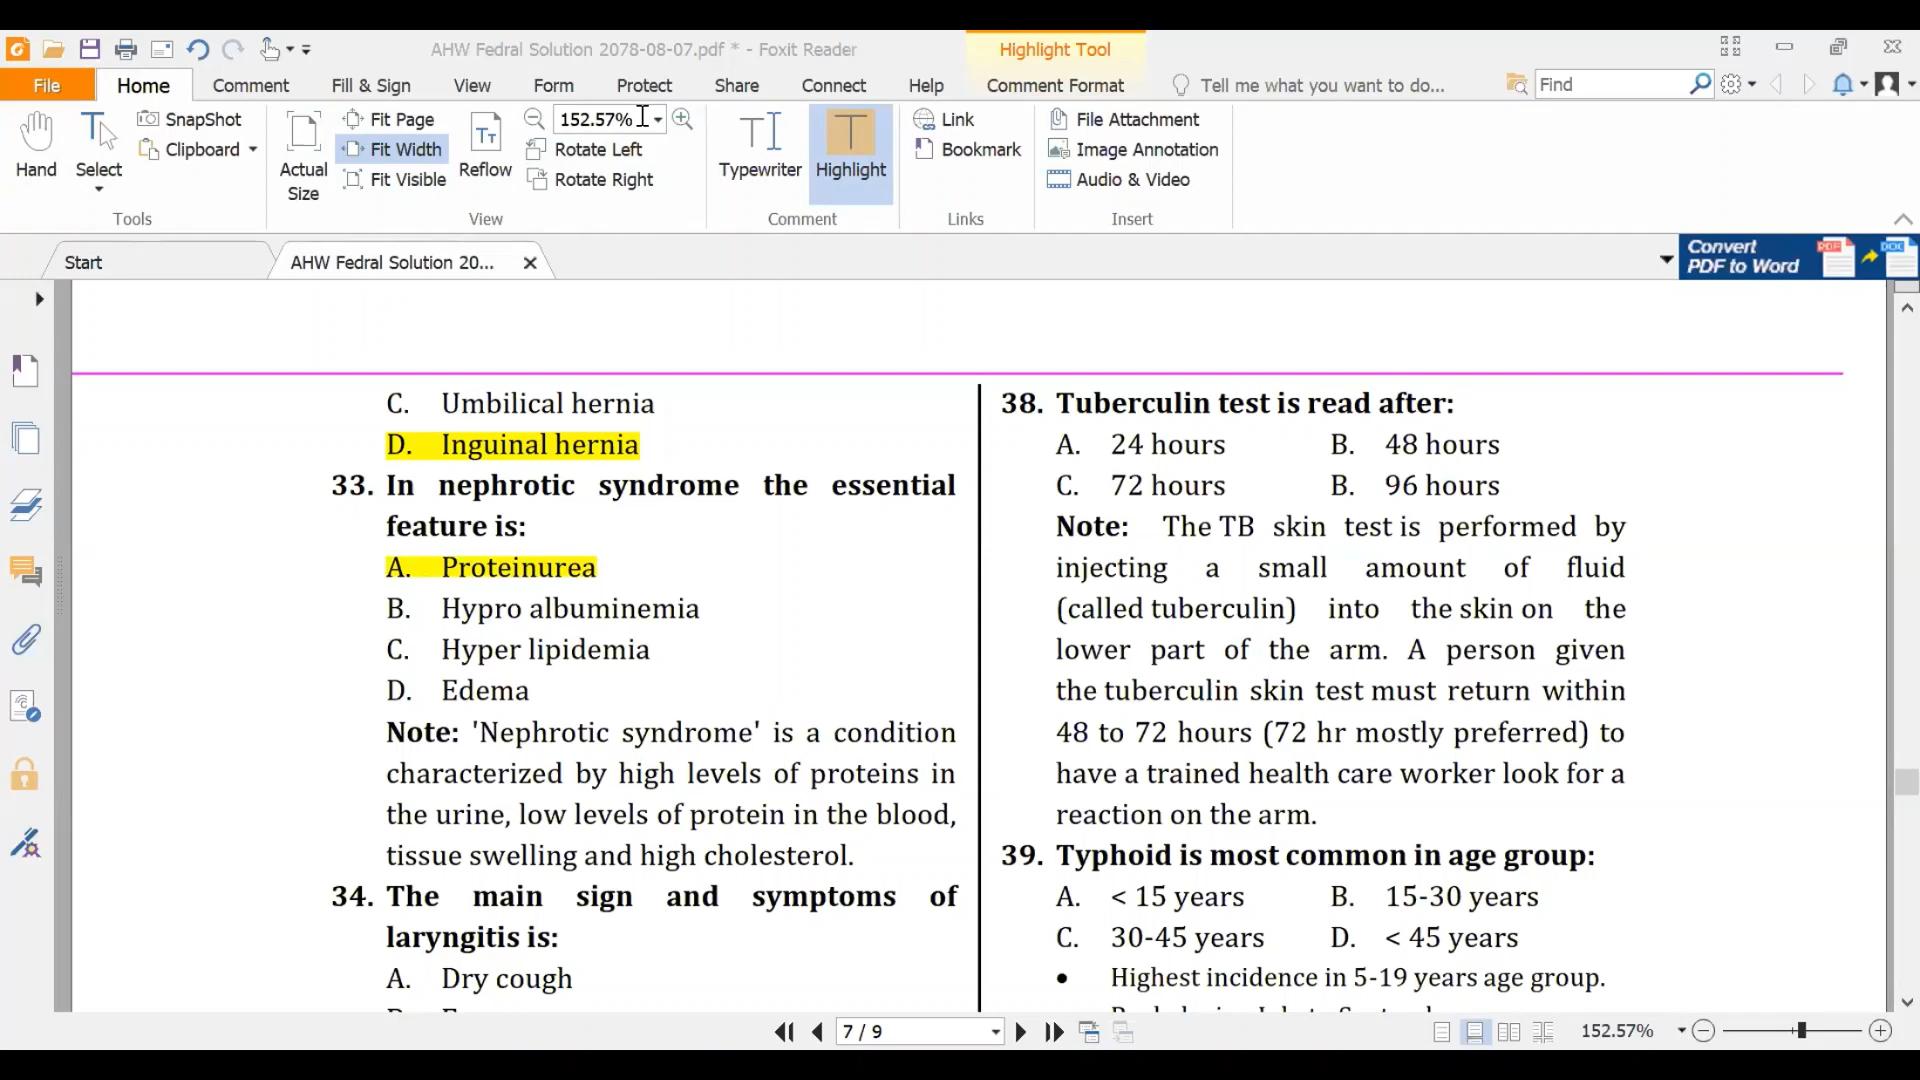 AHW Fedral Solution 2078-08-07.pdf * - Foxit Reader
Highlight Tool
File
Home
Comment
Fill & Sign
View
Form
Protect
Share
Connect
Help
Comment Format
Tell me what you want to do...
Find
Hand
Select
SnapShot
Clipboard
Tools
Actual
Size
Fit Page
Fit Width
Fit Visible
Reflow
152.57%
Rotate Left
Rotate Right
View
Typewriter
Highlight
Comment
Link
Bookmark
Links
File Attachment
Image Annotation
Audio & Video
Insert
Start
AHW Fedral Solution 20...
Convert
PDF to Word
PDF
DOC
C. Umbilical hernia
D. Inguinal hernia
33. In nephrotic syndrome the essential
feature is:
A. Proteinurea
B. Hypro albuminemia
C. Hyper lipidemia
D. Edema
Note: 'Nephrotic syndrome' is a condition
characterized by high levels of proteins in
the urine, low levels of protein in the blood,
tissue swelling and high cholesterol.
34. The main sign and symptoms of
laryngitis is:
A. Dry cough
38. Tuberculin test is read after:
A. 24 hours B. 48 hours
C. 72 hours B. 96 hours
Note: The TB skin test is performed by
injecting a small amount of fluid
(called tuberculin) into the skin on the
lower part of the arm. A person given
the tuberculin skin test must return within
48 to 72 hours (72 hr mostly preferred) to
have a trained health care worker look for a
reaction on the arm.
39. Typhoid is most common in age group:
A. < 15 years B. 15-30 years
C. 30-45 years D. < 45 years
• Highest incidence in 5-19 years age group.
7 / 9
152.57%